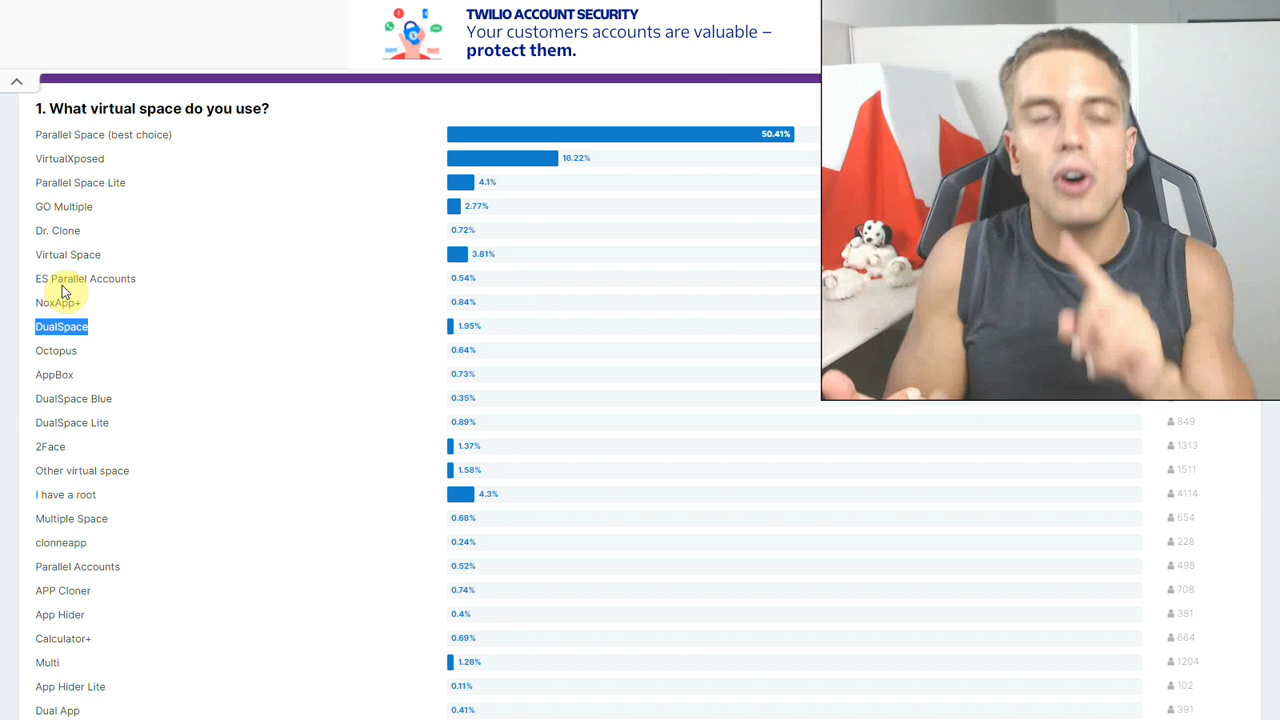 TWILIO ACCOUNT SECURITY
Your customers accounts are valuable –
protect them.
1. What virtual space do you use?
Parallel Space (best choice) 50.41%
VirtualXposed 16.22%
Parallel Space Lite 4.1%
GO Multiple 2.77%
Dr. Clone 0.72%
Virtual Space 3.81%
ES Parallel Accounts 0.54%
NoxApp+ 0.84%
DualSpace 1.95%
Octopus 0.64%
AppBox 0.73%
DualSpace Blue 0.35%
DualSpace Lite 0.89% 849
2Face 1.37% 1313
Other virtual space 1.58% 1511
I have a root 4.3% 4114
Multiple Space 0.68% 654
clonneapp 0.24% 228
Parallel Accounts 0.52% 498
APP Cloner 0.74% 708
App Hider 0.4% 381
Calculator+ 0.69% 664
Multi 1.26% 1204
App Hider Lite 0.11% 102
Dual App 0.41% 391